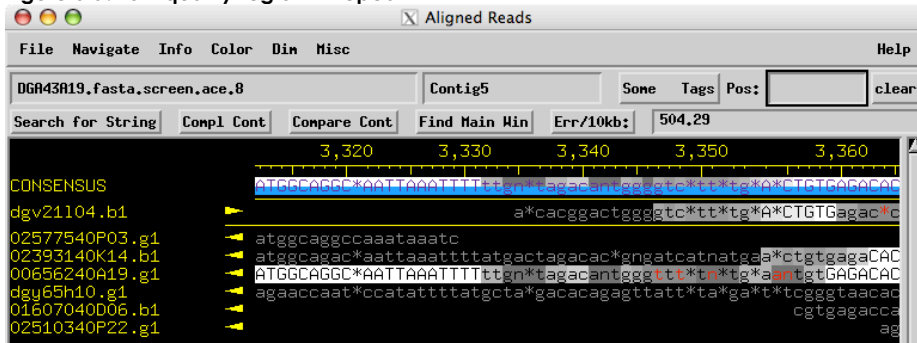 Aligned Reads
File Navigate Info Color Dim Misc Help
DGA43A19.fasta.screen.ace.8 Contig5 Some Tags Pos: clear
Search for String Compl Cont Compare Cont Find Main Win Err/10kb: 504.29
3,320 3,330 3,340 3,350 3,360
CONSENSUS ATGGCAGGC*AATTAAATTTTttgn*tagacantggggtc*tt*tg*A*CTGTGAGACAC
dgv21l04.b1 a*cacggactggggtc*tt*tg*A*CTGTGagac*c
02577540P03.g1 atggcaggccaaataaatc
02393140K14.b1 atggcagac*aattaaattttatgactagacac*gngatcatnatgaa*ctgtgagaCAC
00656240A19.g1 ATGGCAGGC*AATTAAATTTTttgn*tagacantgggttt*tn*tg*aantgtGAGACAC
dgy65h10.g1 agaaccaat*ccatattttatgcta*gacacagagttatt*ta*ga*t*tcgggtaacac
01607040D06.b1 cgtgagacca
02510340P22.g1 ag